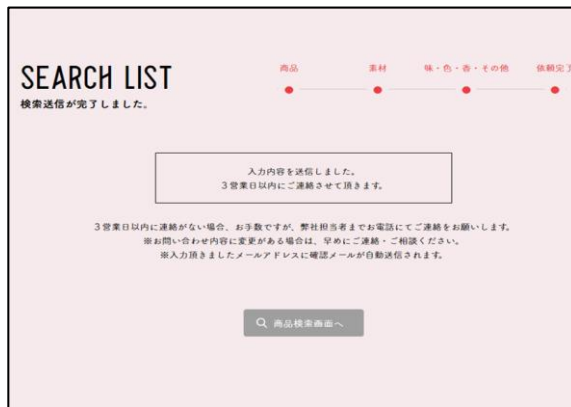 SEARCH LIST
検索送信が完了しました。
商品
素材
味・色・香・その他
依頼完了
入力内容を送信しました。
3営業日以内にご連絡させて頂きます。
3営業日以内に連絡がない場合、お手数ですが、弊社担当者までお電話にてご連絡をお願いします。
※お問い合わせ内容に変更がある場合は、早めにご連絡・ご相談ください。
※入力頂きましたメールアドレスに確認メールが自動送信されます。
商品検索画面へ